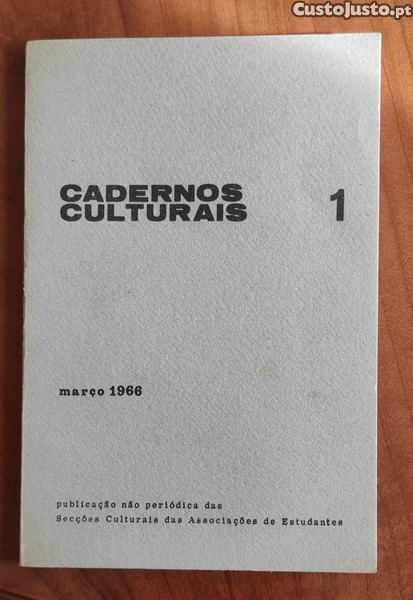 CustoJusto.pt
CADERNOS
CULTURAIS 1
março 1966
publicação não periódica das
Secções Culturais das Associações de Estudantes